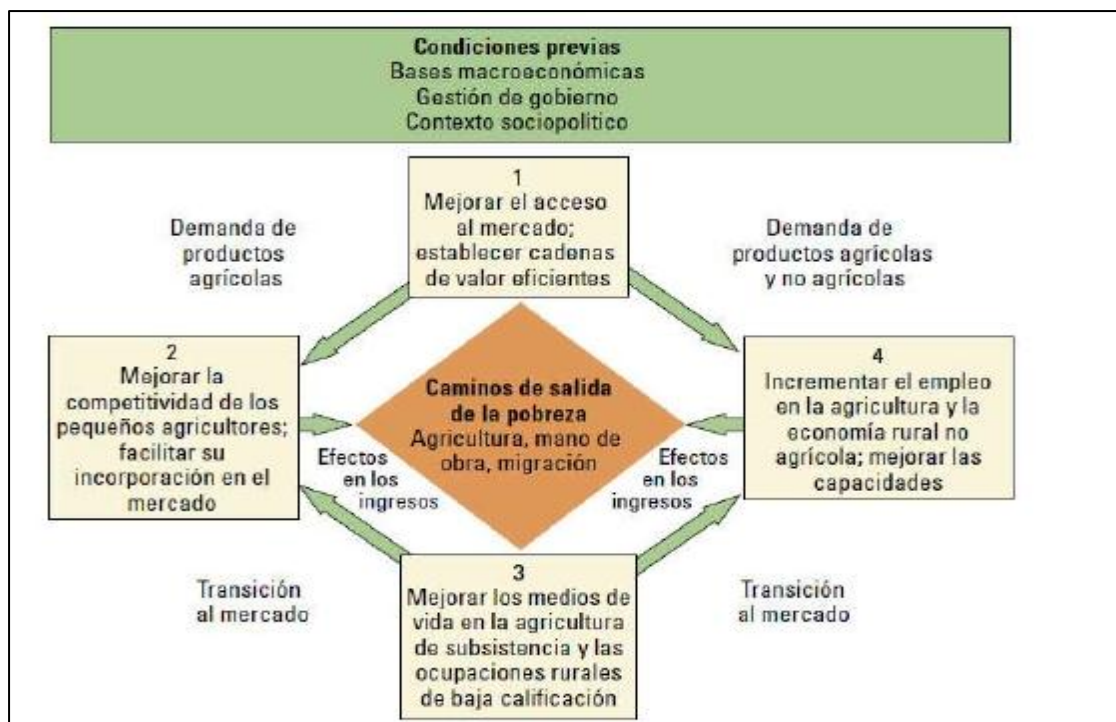 Condiciones previas
Bases macroeconómicas
Gestión de gobierno
Contexto sociopolítico
1
Mejorar el acceso
al mercado;
establecer cadenas
de valor eficientes
Demanda de
productos
agrícolas
Demanda de
productos agrícolas
y no agrícolas
2
Mejorar la
competitividad de los
pequeños agricultores;
facilitar su
incorporación en el
mercado
Caminos de salida
de la pobreza
Agricultura, mano de
obra, migración
4
Incrementar el empleo
en la agricultura y la
economía rural no
agrícola; mejorar las
capacidades
Efectos
en los
ingresos
Efectos
en los
ingresos
Transición
al mercado
3
Mejorar los medios de
vida en la agricultura
de subsistencia y las
ocupaciones rurales
de baja calificación
Transición
al mercado